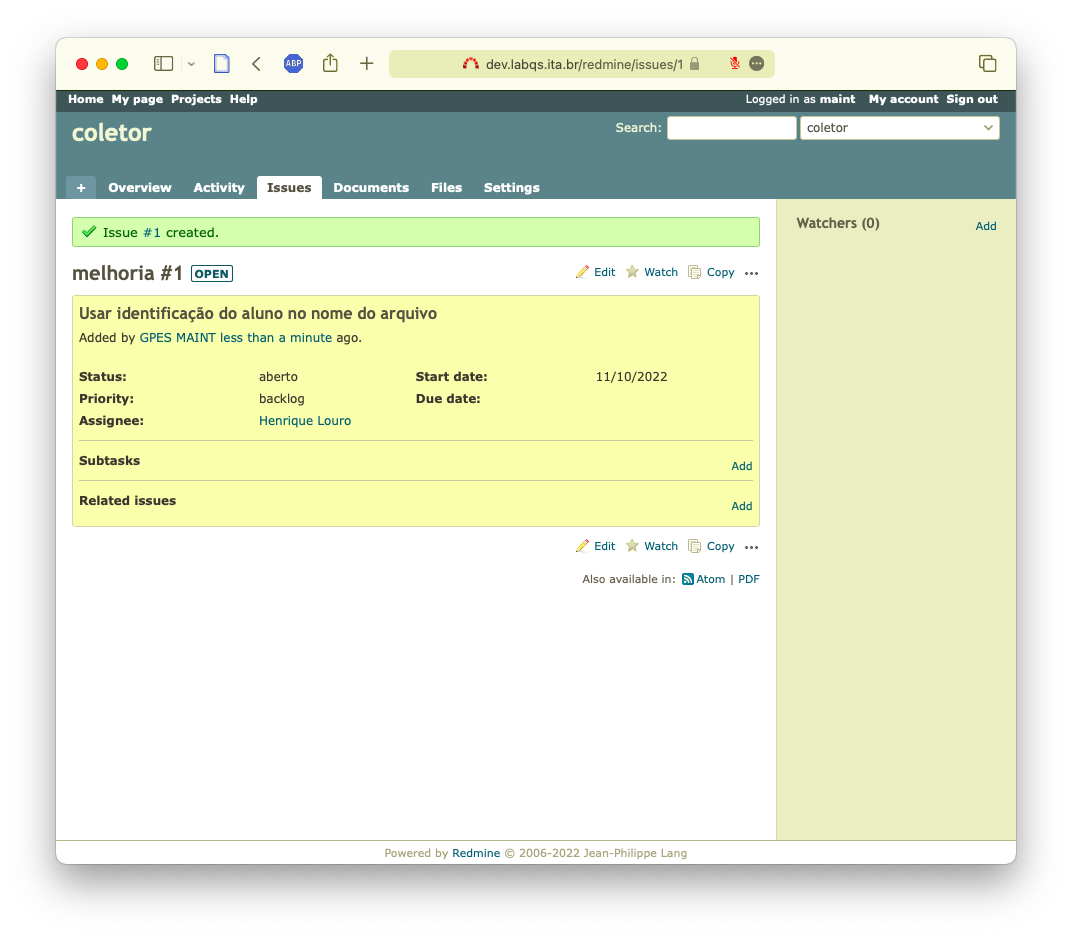 ABP
dev.labqs.ita.br/redmine/issues/1
Home My page Projects Help Logged in as maint My account Sign out
coletor Search: coletor
+ Overview Activity Issues Documents Files Settings
Issue #1 created.
Watchers (0) Add
melhoria #1 OPEN Edit Watch Copy •••
Usar identificação do aluno no nome do arquivo
Added by GPES MAINT less than a minute ago.
Status: aberto Start date: 11/10/2022
Priority: backlog Due date:
Assignee: Henrique Louro
Subtasks Add
Related issues Add
Edit Watch Copy •••
Also available in: Atom | PDF
Powered by Redmine © 2006-2022 Jean-Philippe Lang